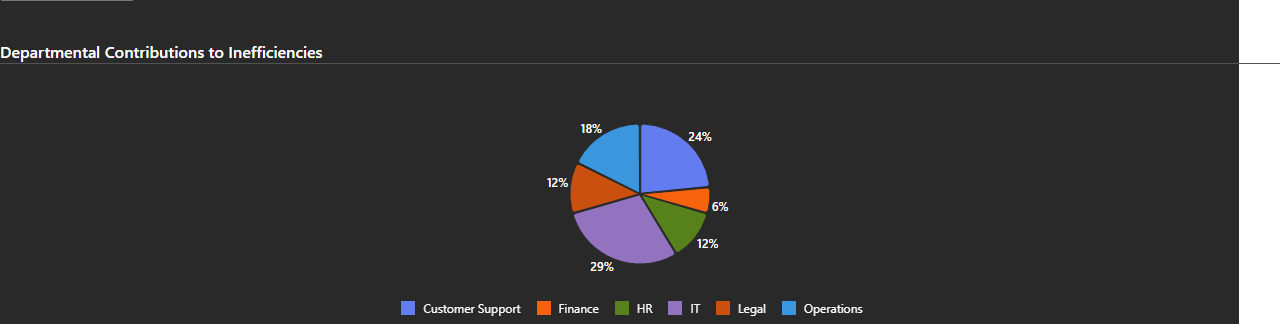 Departmental Contributions to Inefficiencies
18%
24%
12%
6%
12%
29%
Customer Support
Finance
HR
IT
Legal
Operations